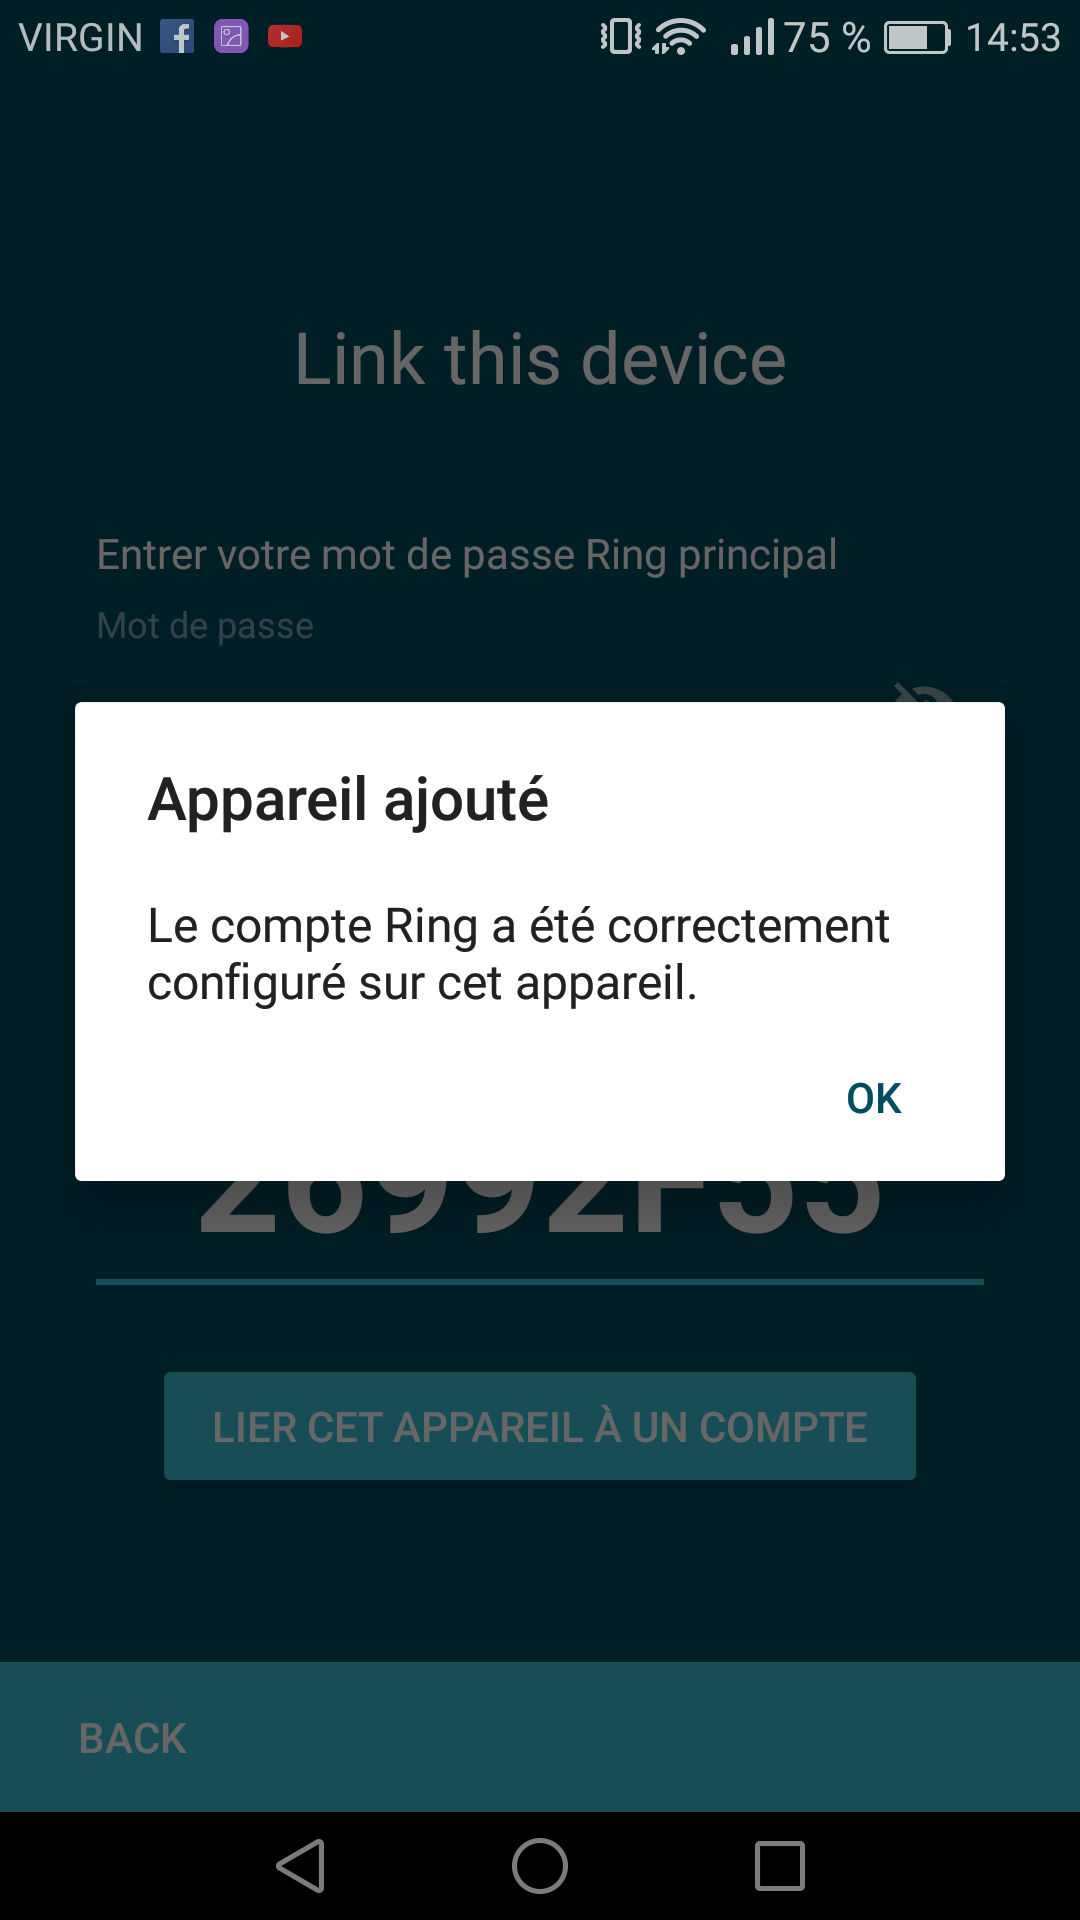 VIRGIN 75 % 14:53
Link this device
Entrer votre mot de passe Ring principal
Mot de passe
Appareil ajouté
Le compte Ring a été correctement
configuré sur cet appareil.
OK
LIER CET APPAREIL À UN COMPTE
BACK